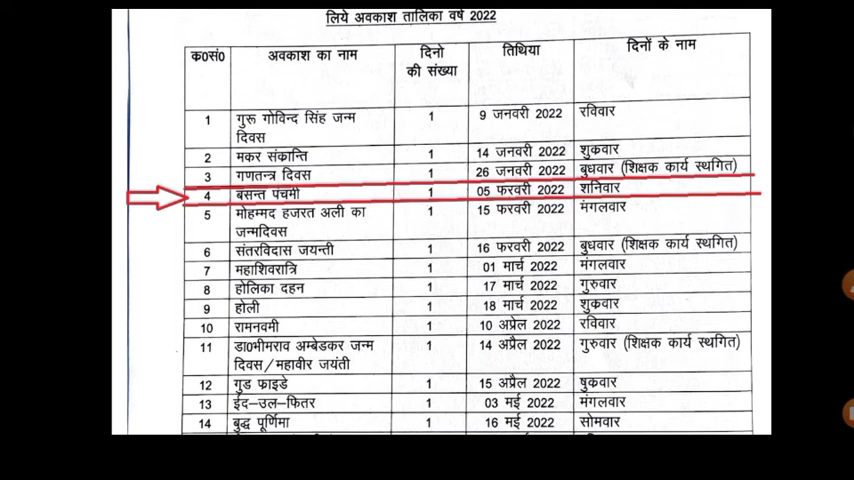 लिये अवकाश तालिका वर्ष 2022
क0सं0 अवकाश का नाम दिनो की संख्या तिथिया दिनों के नाम
1 गुरू गोविन्द सिंह जन्म दिवस 1 9 जनवरी 2022 रविवार
2 मकर संक्रान्ति 1 14 जनवरी 2022 शुकवार
3 गणतन्त्र दिवस 1 26 जनवरी 2022 बुधवार (शिक्षक कार्य स्थगित)
4 बसन्त पंचमी 1 05 फरवरी 2022 शनिवार
5 मोहम्मद हजरत अली का जन्मदिवस 1 15 फरवरी 2022 मंगलवार
6 संतरविदास जयन्ती 1 16 फरवरी 2022 बुधवार (शिक्षक कार्य स्थगित)
7 महाशिवरात्रि 1 01 मार्च 2022 मंगलवार
8 होलिका दहन 1 17 मार्च 2022 गुरुवार
9 होली 1 18 मार्च 2022 शुकवार
10 रामनवमी 1 10 अप्रेल 2022 रविवार
11 डा0भीमराव अम्बेडकर जन्म दिवस/महावीर जयंती 1 14 अप्रैल 2022 गुरुवार (शिक्षक कार्य स्थगित)
12 गुड फाइडे 1 15 अप्रैल 2022 षुकवार
13 ईद-उल-फितर 1 03 मई 2022 मंगलवार
14 बुद्ध पूर्णिमा 1 16 मई 2022 सोमवार